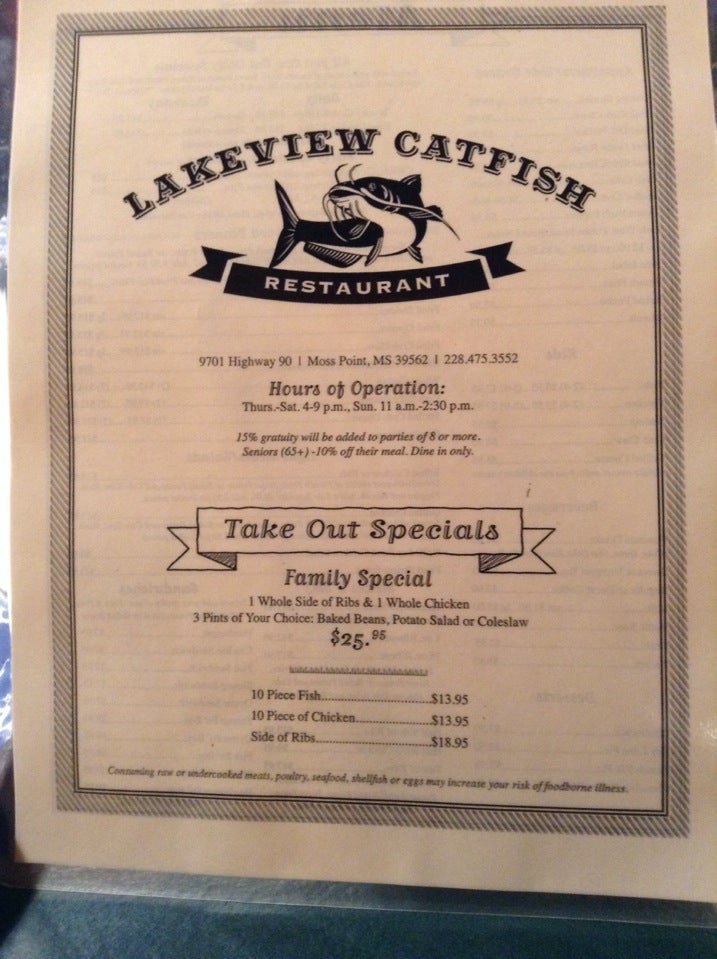 LAKEVIEW CATFISH
RESTAURANT
9701 Highway 90 | Moss Point, MS 39562 | 228.475.3552
Hours of Operation:
Thurs.-Sat. 4-9 p.m., Sun. 11 a.m.-2:30 p.m.
15% gratuity will be added to parties of 8 or more.
Seniors (65+) -10% off their meal. Dine in only.
Take Out Specials
Family Special
1 Whole Side of Ribs & 1 Whole Chicken
3 Pints of Your Choice: Baked Beans, Potato Salad or Coleslaw
$25.95
10 Piece Fish..........................$13.95
10 Piece of Chicken..................$13.95
Side of Ribs............................$18.95
Consuming raw or undercooked meats, poultry, seafood, shellfish or eggs may increase your risk of foodborne illness.